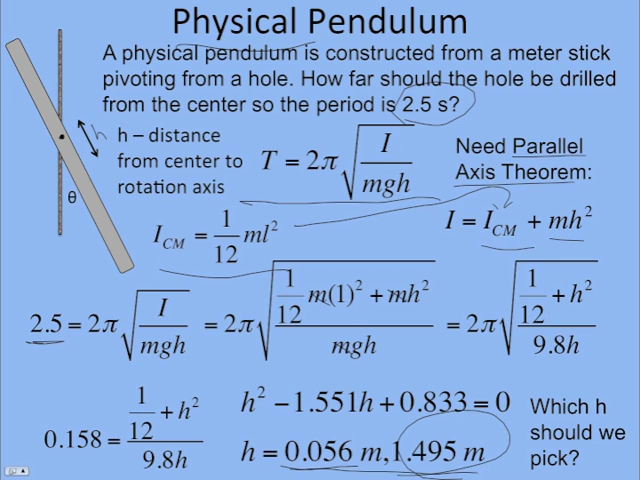 Physical Pendulum
A physical pendulum is constructed from a meter stick
pivoting from a hole. How far should the hole be drilled
from the center so the period is 2.5 s?
h
h – distance
from center to
rotation axis
θ
T = 2π √(I / mgh)
Need Parallel
Axis Theorem:
I_CM = 1/12 ml²
I = I_CM + mh²
2.5 = 2π √(I / mgh) = 2π √((1/12 m(1)² + mh²) / mgh) = 2π √((1/12 + h²) / 9.8h)
0.158 = (1/12 + h²) / 9.8h
h² − 1.551h + 0.833 = 0
h = 0.056 m, 1.495 m
Which h
should we
pick?